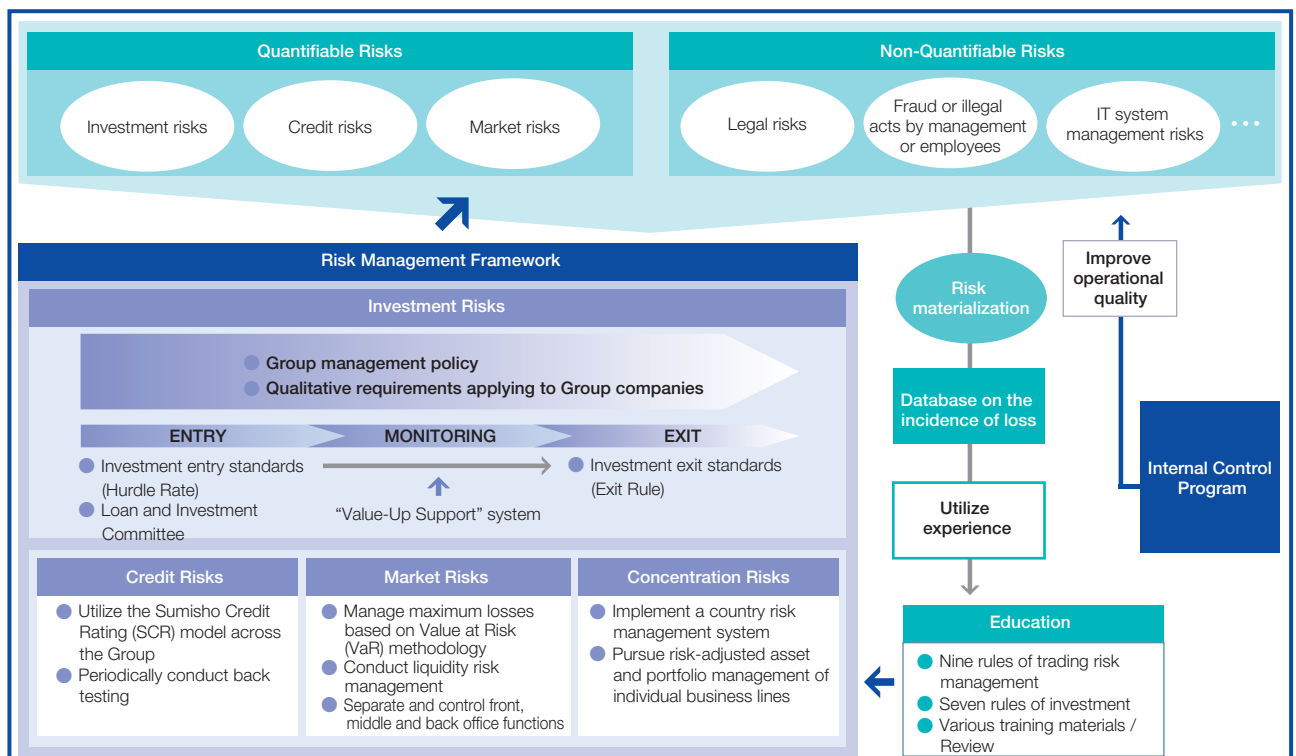 Quantifiable Risks
Investment risks
Credit risks
Market risks
Non-Quantifiable Risks
Legal risks
Fraud or illegal
acts by management
or employees
IT system
management risks
...
Risk Management Framework
Investment Risks
Group management policy
Qualitative requirements applying to Group companies
ENTRY
MONITORING
EXIT
Investment entry standards
(Hurdle Rate)
Loan and Investment
Committee
“Value-Up Support” system
Investment exit standards
(Exit Rule)
Credit Risks
Utilize the Sumisho Credit
Rating (SCR) model across
the Group
Periodically conduct back
testing
Market Risks
Manage maximum losses
based on Value at Risk
(VaR) methodology
Conduct liquidity risk
management
Separate and control front,
middle and back office functions
Concentration Risks
Implement a country risk
management system
Pursue risk-adjusted asset
and portfolio management of
individual business lines
Risk
materialization
Database on the
incidence of loss
Utilize
experience
Education
Nine rules of trading risk
management
Seven rules of investment
Various training materials /
Review
Improve
operational
quality
Internal Control
Program